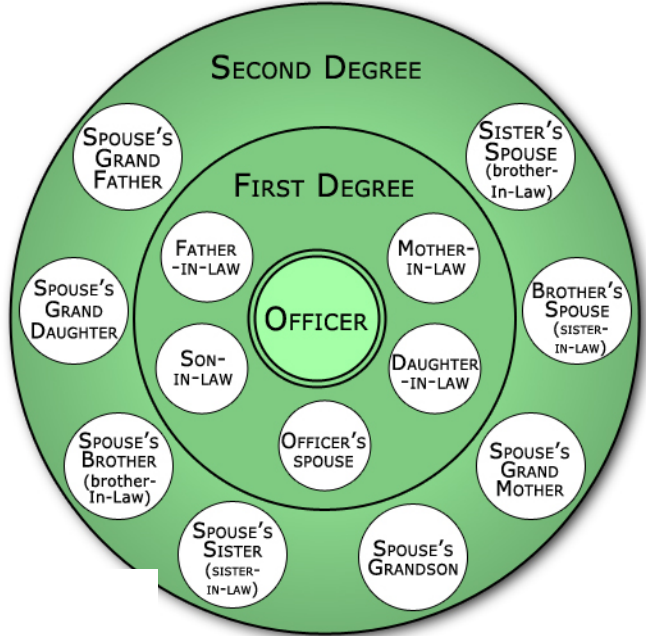 SECOND DEGREE
SPOUSE'S
GRAND
FATHER
SISTER'S
SPOUSE
(brother-
In-Law)
FIRST DEGREE
FATHER
-IN-LAW
MOTHER-
IN-LAW
SPOUSE'S
GRAND
DAUGHTER
OFFICER
BROTHER'S
SPOUSE
(SISTER-
IN-LAW)
SON-
IN-LAW
DAUGHTER
-IN-LAW
SPOUSE'S
BROTHER
(brother-
In-Law)
OFFICER'S
SPOUSE
SPOUSE'S
GRAND
MOTHER
SPOUSE'S
SISTER
(SISTER-
IN-LAW)
SPOUSE'S
GRANDSON